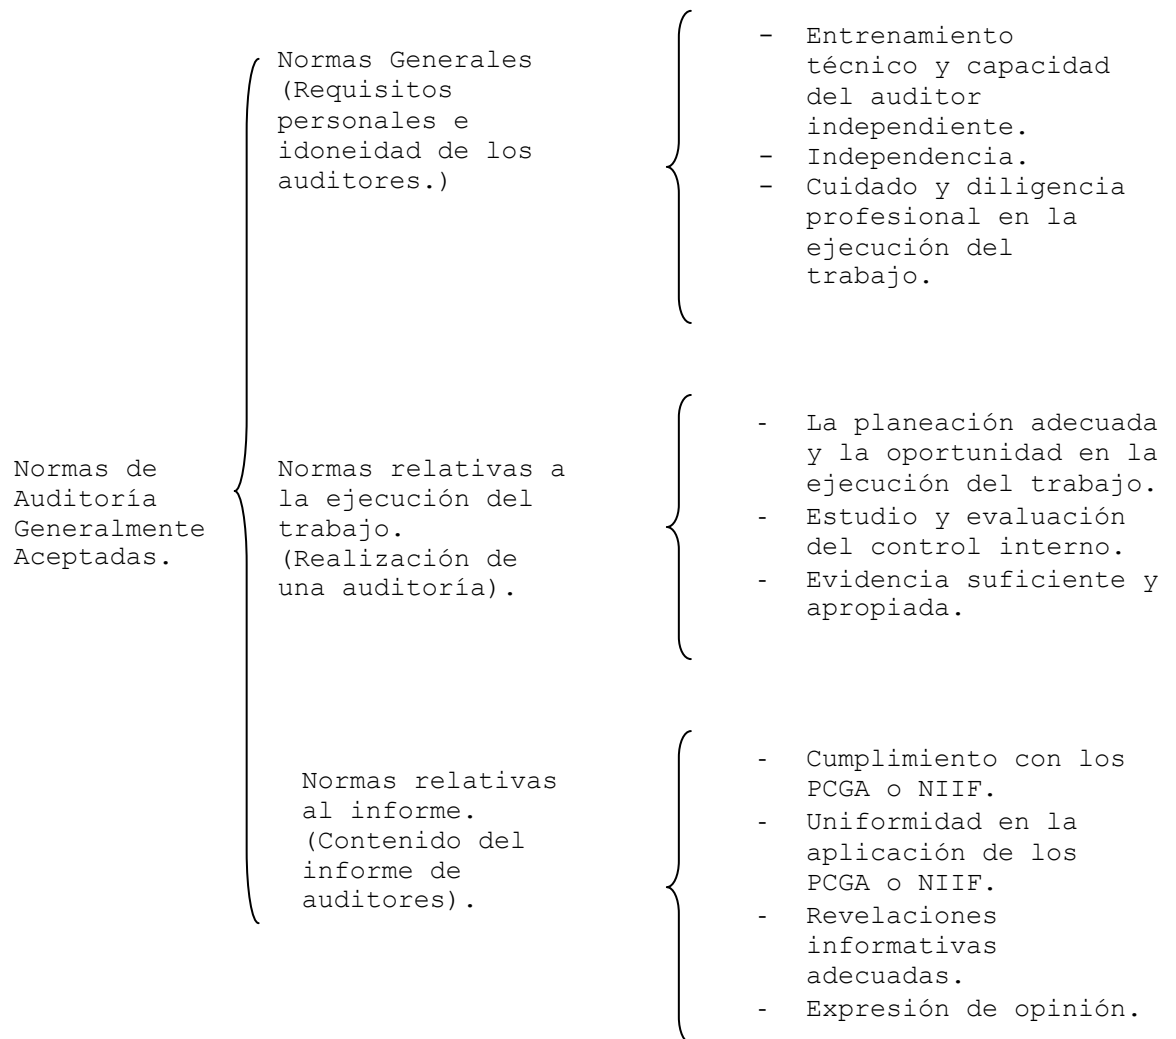 Normas de
Auditoría
Generalmente
Aceptadas.
Normas Generales
(Requisitos
personales e
idoneidad de los
auditores.)
- Entrenamiento
técnico y capacidad
del auditor
independiente.
- Independencia.
- Cuidado y diligencia
profesional en la
ejecución del
trabajo.
Normas relativas a
la ejecución del
trabajo.
(Realización de
una auditoría).
- La planeación adecuada
y la oportunidad en la
ejecución del trabajo.
- Estudio y evaluación
del control interno.
- Evidencia suficiente y
apropiada.
Normas relativas
al informe.
(Contenido del
informe de
auditores).
- Cumplimiento con los
PCGA o NIIF.
- Uniformidad en la
aplicación de los
PCGA o NIIF.
- Revelaciones
informativas
adecuadas.
- Expresión de opinión.